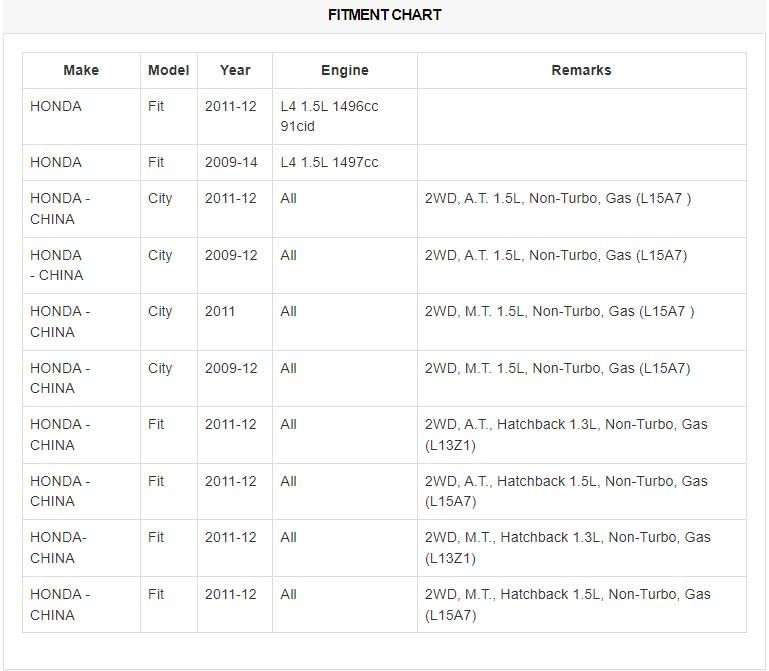 FITMENT CHART
Make Model Year Engine Remarks
HONDA Fit 2011-12 L4 1.5L 1496cc
91cid
HONDA Fit 2009-14 L4 1.5L 1497cc
HONDA - City 2011-12 All 2WD, A.T. 1.5L, Non-Turbo, Gas (L15A7 )
CHINA
HONDA City 2009-12 All 2WD, A.T. 1.5L, Non-Turbo, Gas (L15A7)
- CHINA
HONDA - City 2011 All 2WD, M.T. 1.5L, Non-Turbo, Gas (L15A7 )
CHINA
HONDA - City 2009-12 All 2WD, M.T. 1.5L, Non-Turbo, Gas (L15A7)
CHINA
HONDA - Fit 2011-12 All 2WD, A.T., Hatchback 1.3L, Non-Turbo, Gas
CHINA (L13Z1)
HONDA - Fit 2011-12 All 2WD, A.T., Hatchback 1.5L, Non-Turbo, Gas
CHINA (L15A7)
HONDA- Fit 2011-12 All 2WD, M.T., Hatchback 1.3L, Non-Turbo, Gas
CHINA (L13Z1)
HONDA - Fit 2011-12 All 2WD, M.T., Hatchback 1.5L, Non-Turbo, Gas
CHINA (L15A7)